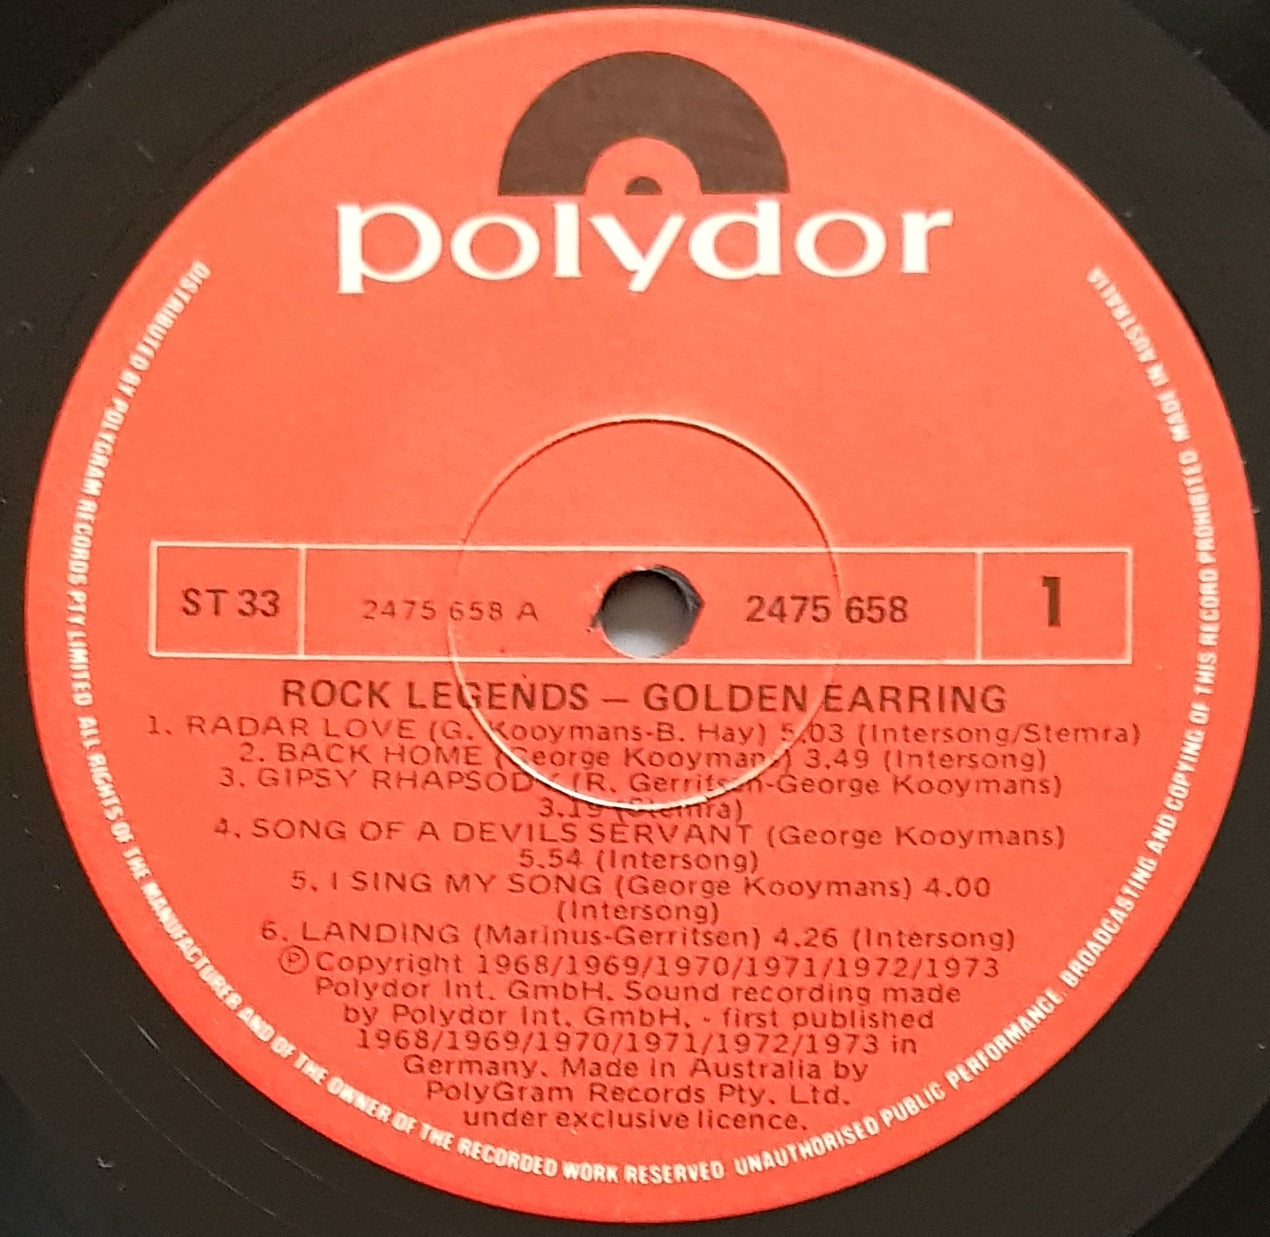 polydor
ST 33 2475 658 A 2475 658 1
ROCK LEGENDS – GOLDEN EARRING
1. RADAR LOVE (G. Kooymans-B. Hay) 5.03 (Intersong/Stemra)
2. BACK HOME (George Kooymans) 3.49 (Intersong)
3. GIPSY RHAPSODY (R. Gerritsen-George Kooymans)
3.19 (Stemra)
4. SONG OF A DEVILS SERVANT (George Kooymans)
5.54 (Intersong)
5. I SING MY SONG (George Kooymans) 4.00
(Intersong)
6. LANDING (Marinus-Gerritsen) 4.26 (Intersong)
Ⓟ Copyright 1968/1969/1970/1971/1972/1973
Polydor Int. GmbH. Sound recording made
by Polydor Int. GmbH. - first published
1968/1969/1970/1971/1972/1973 in
Germany. Made in Australia by
PolyGram Records Pty. Ltd.
under exclusive licence.
DISTRIBUTED BY POLYGRAM RECORDS PTY LIMITED ALL RIGHTS OF THE MANUFACTURER AND OF THE OWNER OF THE RECORDED WORK RESERVED UNAUTHORISED PUBLIC PERFORMANCE, BROADCASTING AND COPYING OF THIS RECORD PROHIBITED MADE IN AUSTRALIA